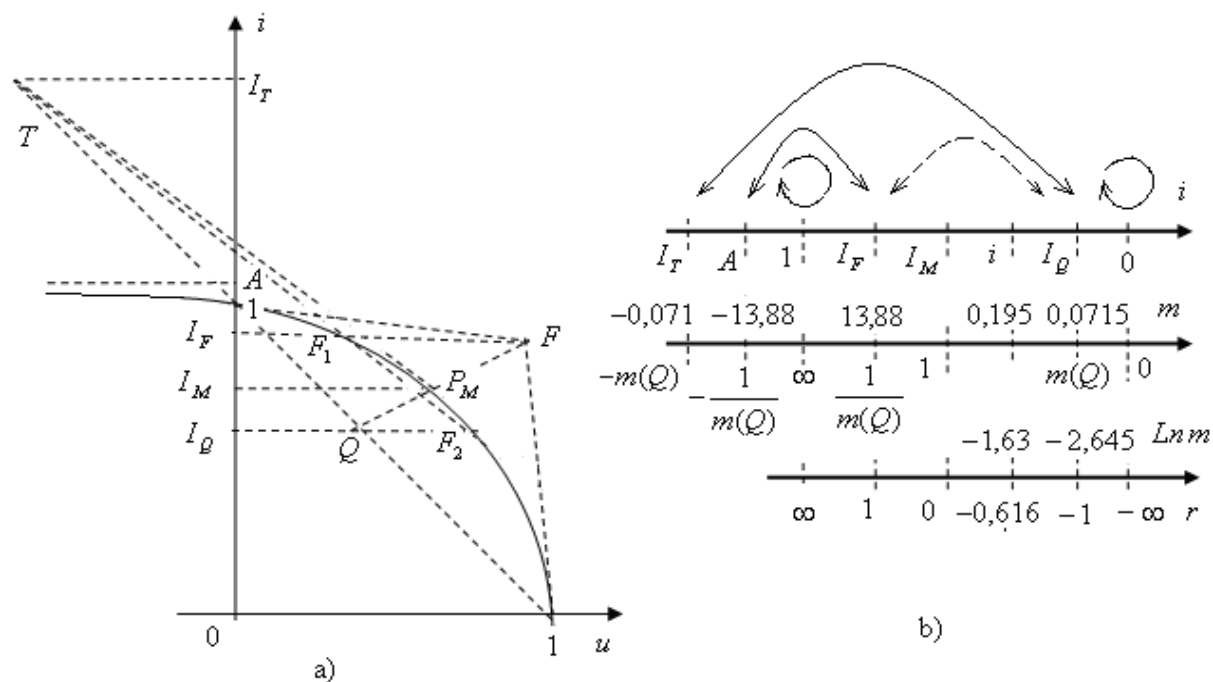 i
I_T
T
A
1
I_F
F_1
F
I_M
P_M
I_Q
Q
F_2
0
1
u
a)
i
I_T A 1 I_F I_M i I_Q 0
−0,071 −13,88 13,88 0,195 0,0715 m
−m(Q) −1/m(Q) ∞ 1/m(Q) 1 m(Q) 0
−1,63 −2,645 Ln m
∞ 1 0 −0,616 −1 −∞ r
b)